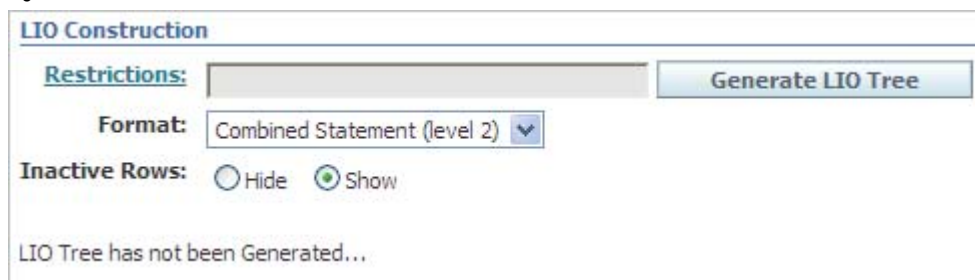 LIO Construction
Restrictions: Generate LIO Tree
Format: Combined Statement (level 2)
Inactive Rows: Hide Show
LIO Tree has not been Generated...